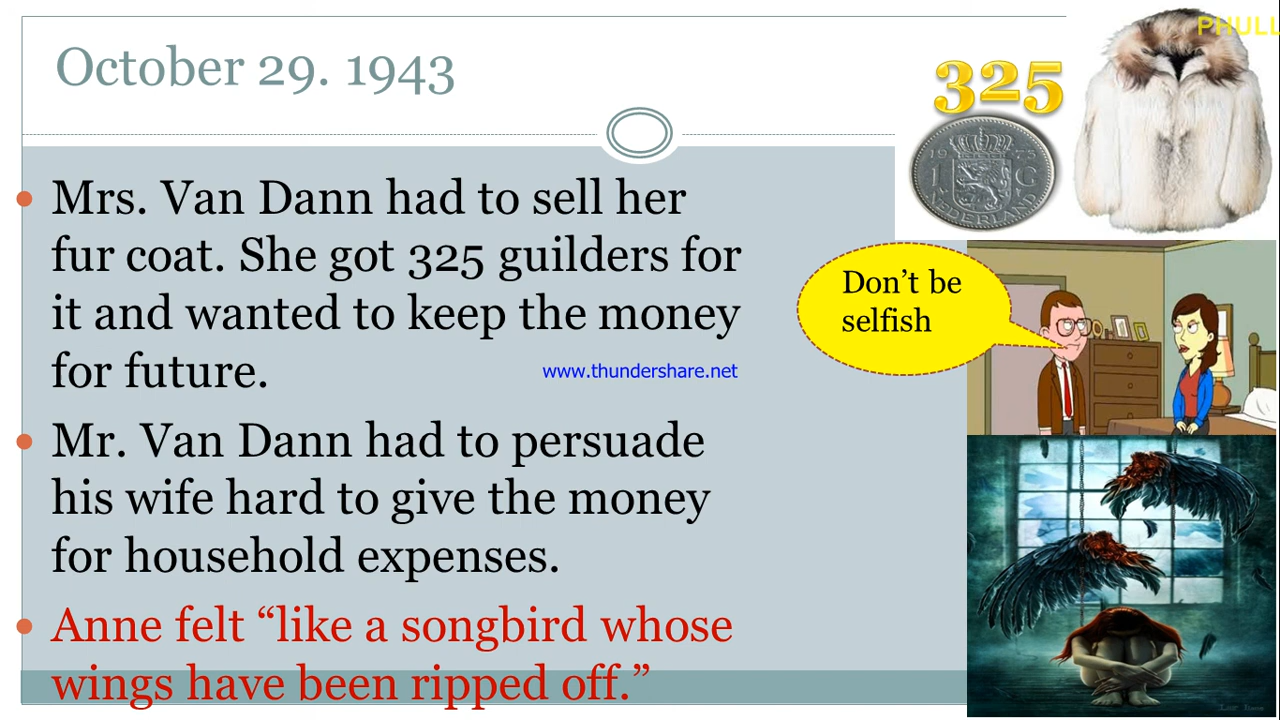 October 29. 1943
PHULL
325
Mrs. Van Dann had to sell her
fur coat. She got 325 guilders for
it and wanted to keep the money
for future.
www.thundershare.net
Don’t be
selfish
Mr. Van Dann had to persuade
his wife hard to give the money
for household expenses.
Anne felt “like a songbird whose
wings have been ripped off.”
1 G
NEDERLAND